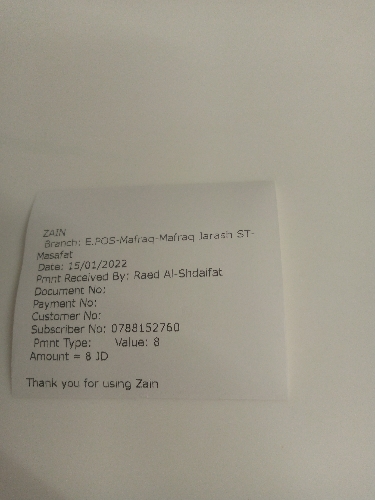 ZAIN
Branch: E.POS-Mafraq-Mafraq Jarash ST-
Masafat
Date: 15/01/2022
Pmnt Received By: Raed Al-Shdaifat
Document No:
Payment No:
Customer No:
Subscriber No: 0788152760
Pmnt Type: Value: 8
Amount = 8 JD
Thank you for using Zain